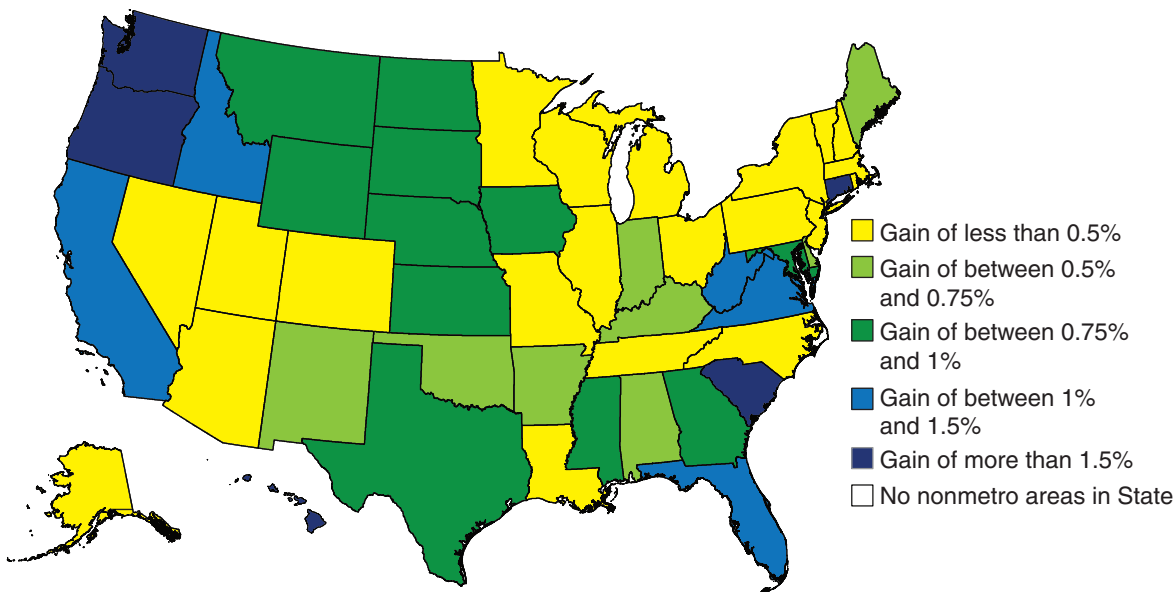 Gain of less than 0.5%
Gain of between 0.5%
and 0.75%
Gain of between 0.75%
and 1%
Gain of between 1%
and 1.5%
Gain of more than 1.5%
No nonmetro areas in State